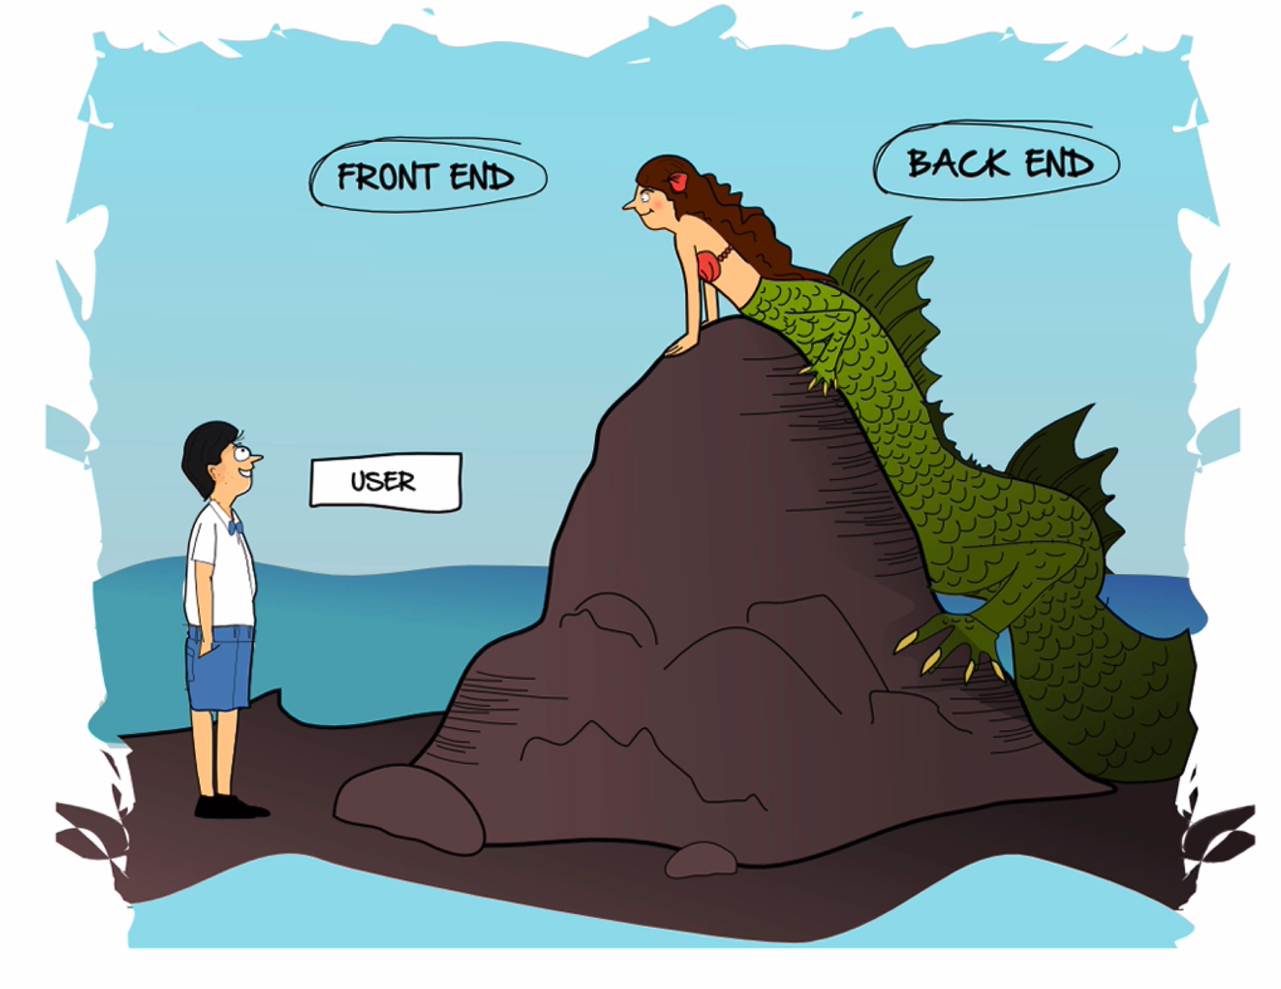 FRONT END
BACK END
USER